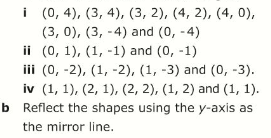 i (0, 4), (3, 4), (3, 2), (4, 2), (4, 0),
(3, 0), (3, -4) and (0, -4)
ii (0, 1), (1, -1) and (0, -1)
iii (0, -2), (1, -2), (1, -3) and (0, -3).
iv (1, 1), (2, 1), (2, 2), (1, 2) and (1, 1).
b Reflect the shapes using the y-axis as
the mirror line.